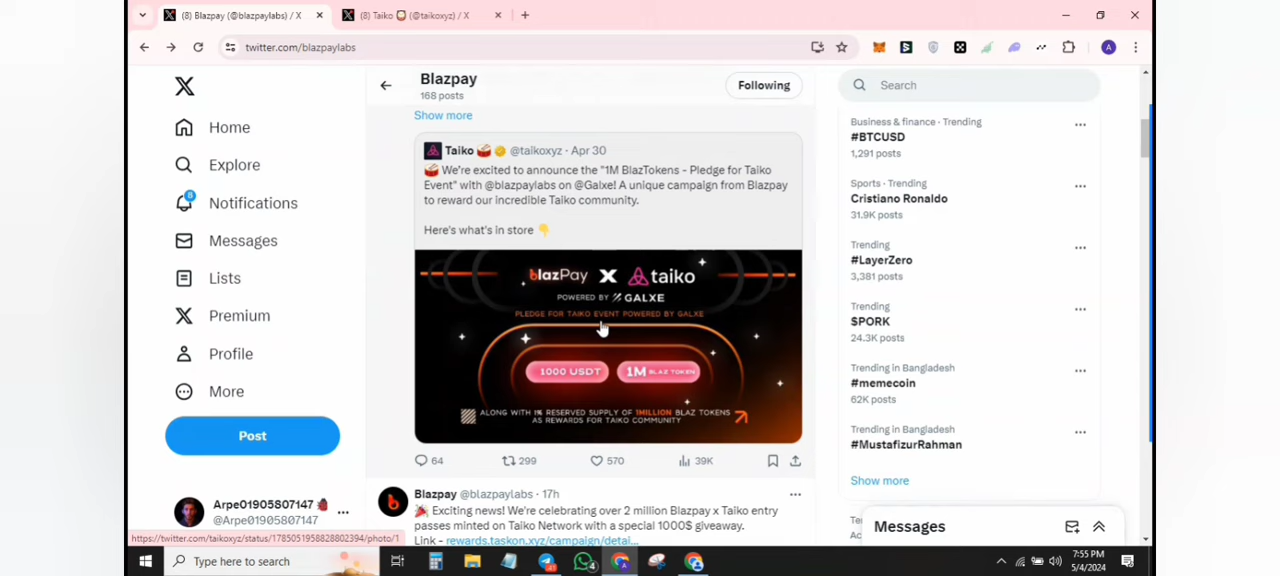 (8) Blazpay (@blazpaylabs) / X
(8) Taiko 🥁 (@taikoxyz) / X
twitter.com/blazpaylabs
A
Home
Explore
8
Notifications
Messages
Lists
Premium
Profile
More
Post
Arpe01905807147 🐞
@Arpe01905807147
Blazpay
168 posts
Following
Show more
Taiko 🥁 @taikoxyz · Apr 30
🥁 We're excited to announce the "1M BlazTokens - Pledge for Taiko
Event" with @blazpaylabs on @Galxe! A unique campaign from Blazpay
to reward our incredible Taiko community.
Here's what's in store 👇
blazPay X taiko
POWERED BY GALXE
PLEDGE FOR TAIKO EVENT POWERED BY GALXE
1000 USDT
1M BLAZ TOKEN
ALONG WITH 1% RESERVED SUPPLY OF 1MILLION BLAZ TOKENS
AS REWARDS FOR TAIKO COMMUNITY
64 299 570 39K
Blazpay @blazpaylabs · 17h
🎉 Exciting news! We're celebrating over 2 million Blazpay x Taiko entry
passes minted on Taiko Network with a special 1000$ giveaway.
Link - rewards.taskon.xyz/campaign/detai...
Search
Business & finance · Trending
#BTCUSD
1,291 posts
Sports · Trending
Cristiano Ronaldo
31.9K posts
Trending
#LayerZero
3,381 posts
Trending
$PORK
24.3K posts
Trending in Bangladesh
#memecoin
62K posts
Trending in Bangladesh
#MustafizurRahman
Show more
Messages
https://twitter.com/taikoxyz/status/1785051958828802394/photo/1
Type here to search
7:55 PM
5/4/2024